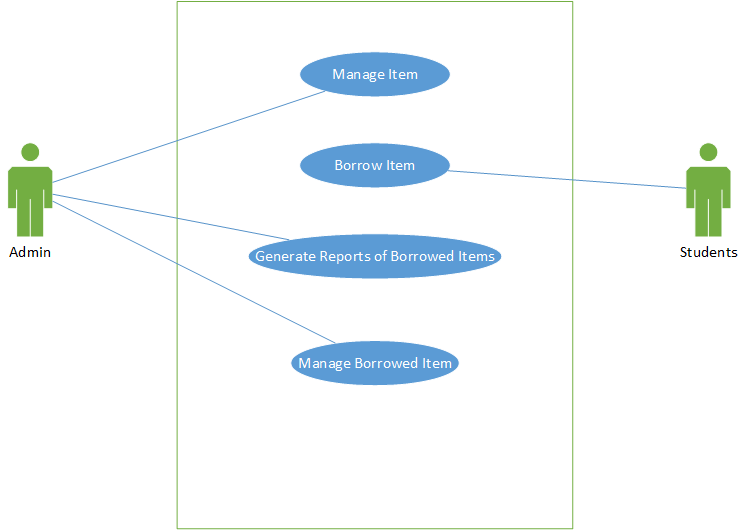 Manage Item
Borrow Item
Admin
Students
Generate Reports of Borrowed Items
Manage Borrowed Item